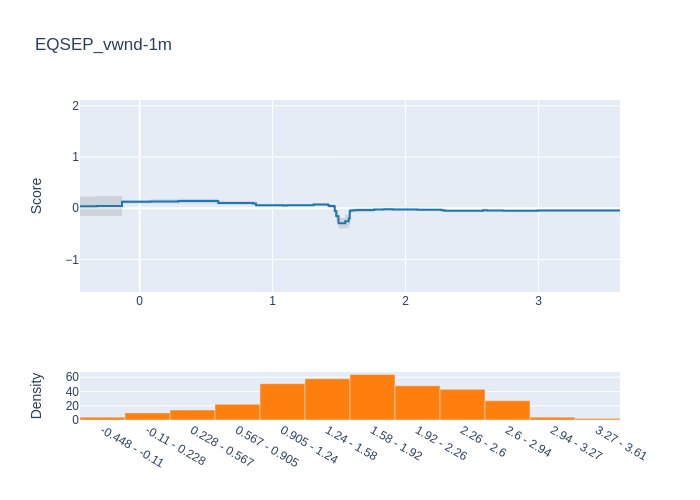 EQSEP_vwnd-1m
Score
2
1
0
−1
0
1
2
3
Density
60
40
20
0
-0.448 - -0.11
-0.11 - 0.228
0.228 - 0.567
0.567 - 0.905
0.905 - 1.24
1.24 - 1.58
1.58 - 1.92
1.92 - 2.26
2.26 - 2.6
2.6 - 2.94
2.94 - 3.27
3.27 - 3.61